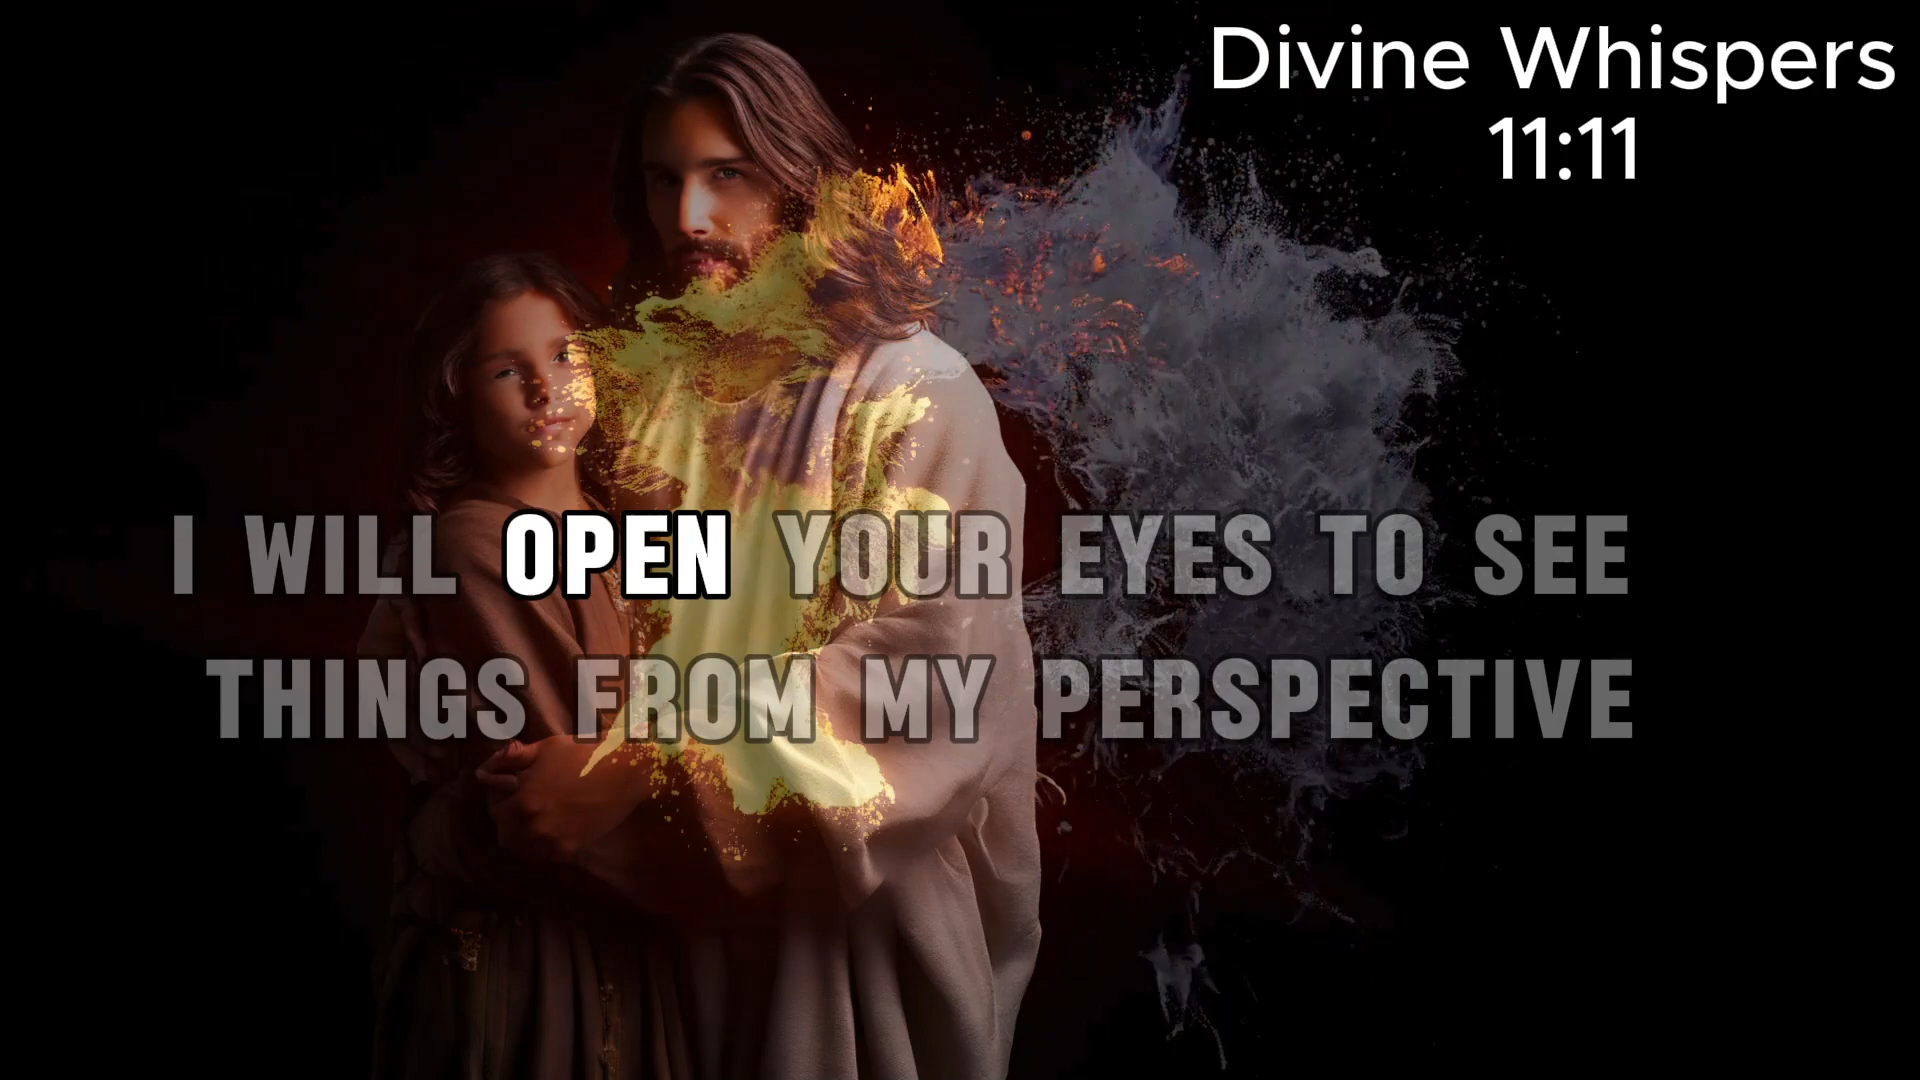 Divine Whispers
11:11
I WILL OPEN YOUR EYES TO SEE
THINGS FROM MY PERSPECTIVE